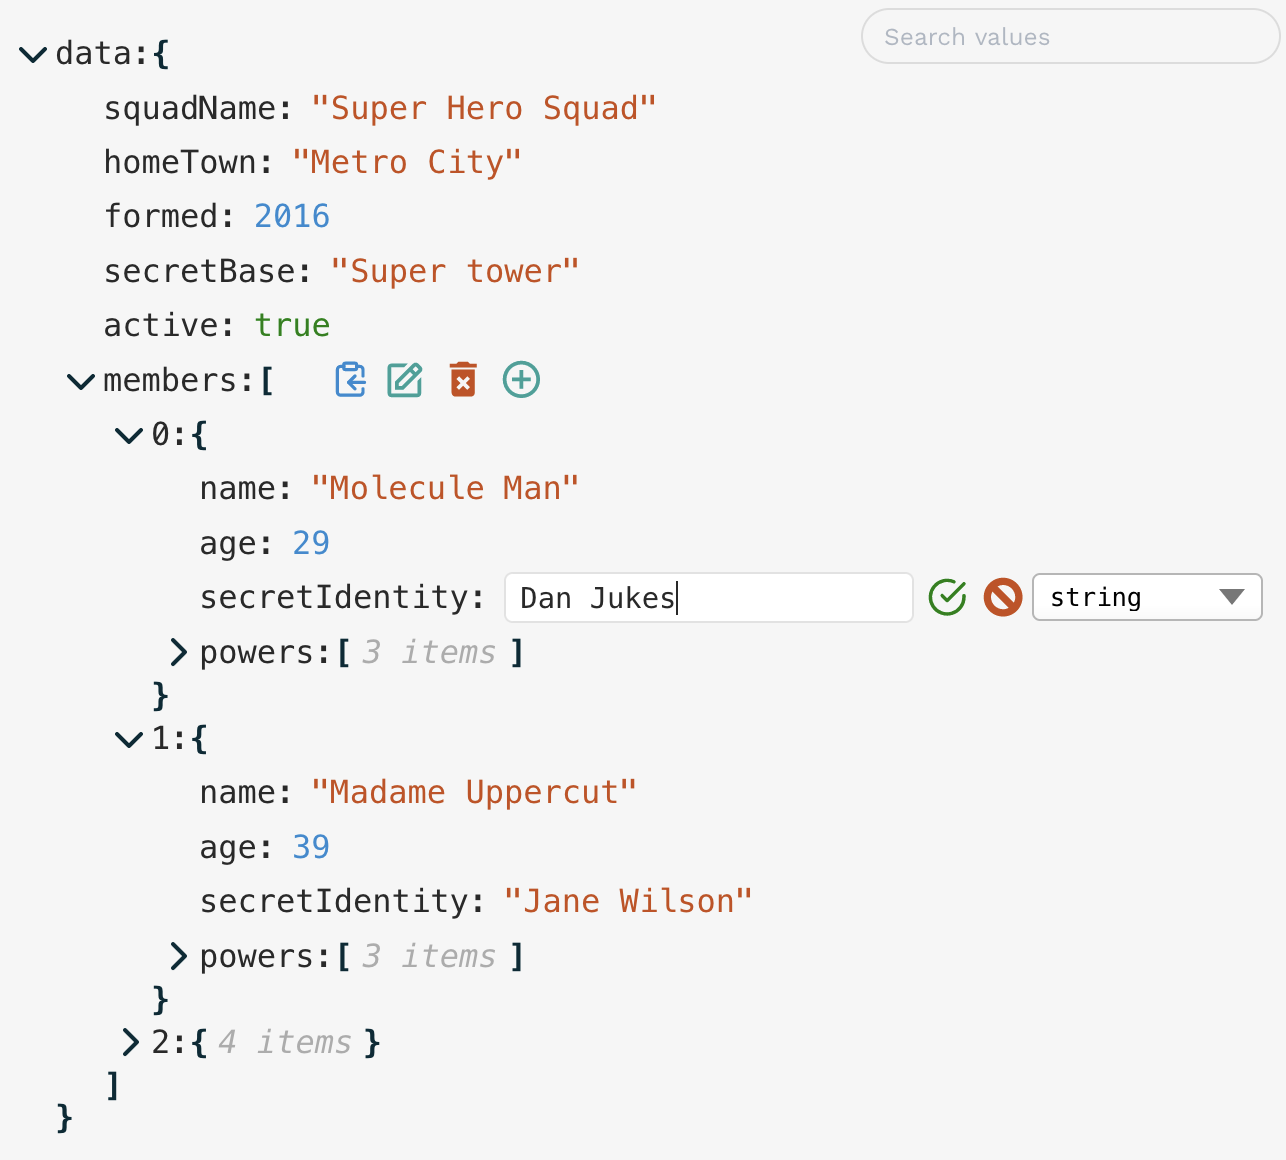 Search values
data:{
squadName: "Super Hero Squad"
homeTown: "Metro City"
formed: 2016
secretBase: "Super tower"
active: true
members:[
0:{
name: "Molecule Man"
age: 29
secretIdentity: Dan Jukes string
powers:[ 3 items ]
}
1:{
name: "Madame Uppercut"
age: 39
secretIdentity: "Jane Wilson"
powers:[ 3 items ]
}
2:{ 4 items }
]
}